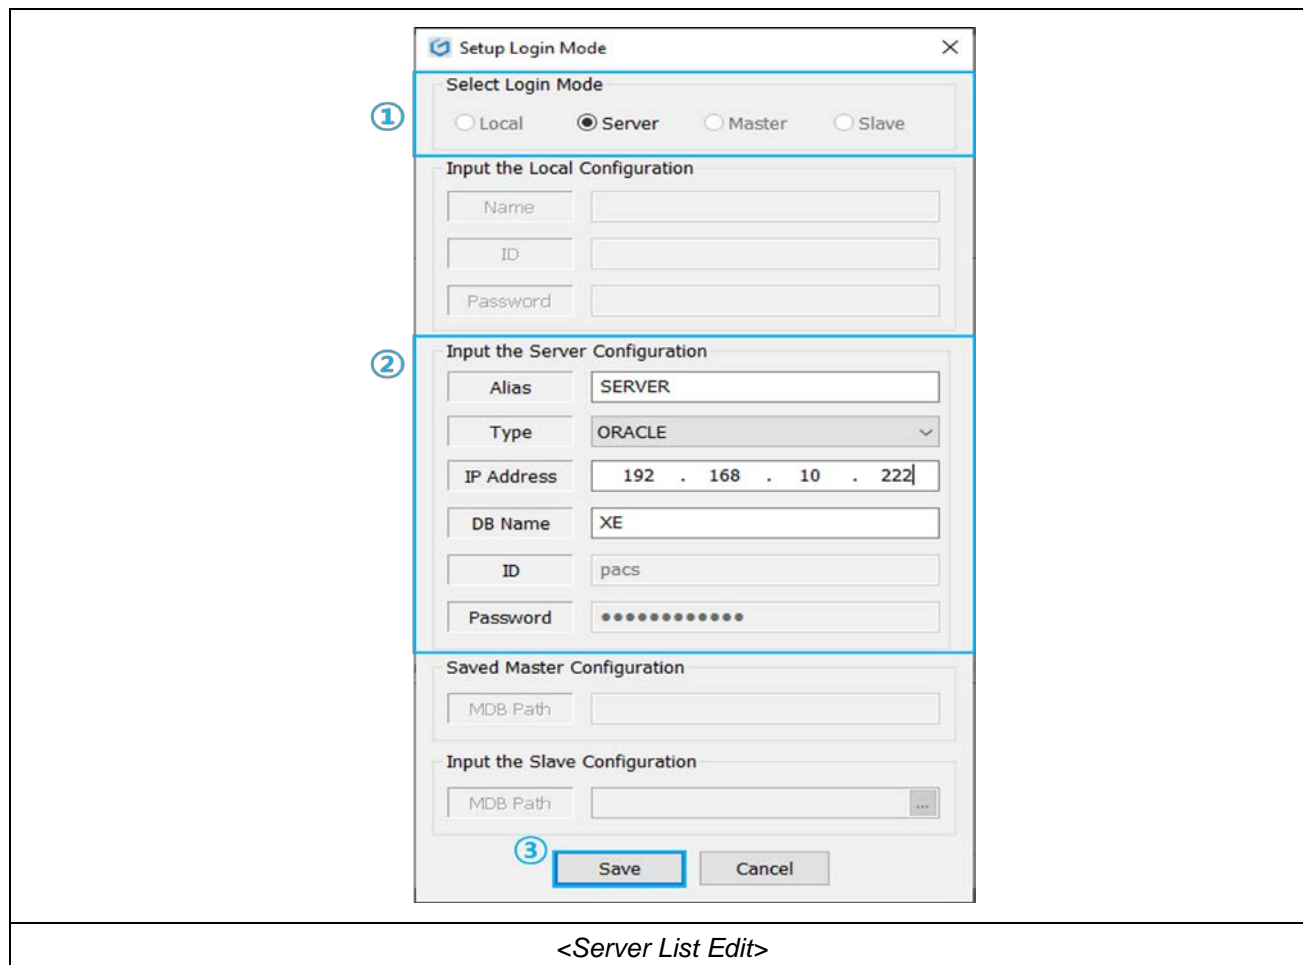 Setup Login Mode
Select Login Mode
①
Local Server Master Slave
Input the Local Configuration
Name
ID
Password
②
Input the Server Configuration
Alias SERVER
Type ORACLE
IP Address 192 . 168 . 10 . 222
DB Name XE
ID pacs
Password ●●●●●●●●●●●●
Saved Master Configuration
MDB Path
Input the Slave Configuration
MDB Path ...
③
Save Cancel
<Server List Edit>